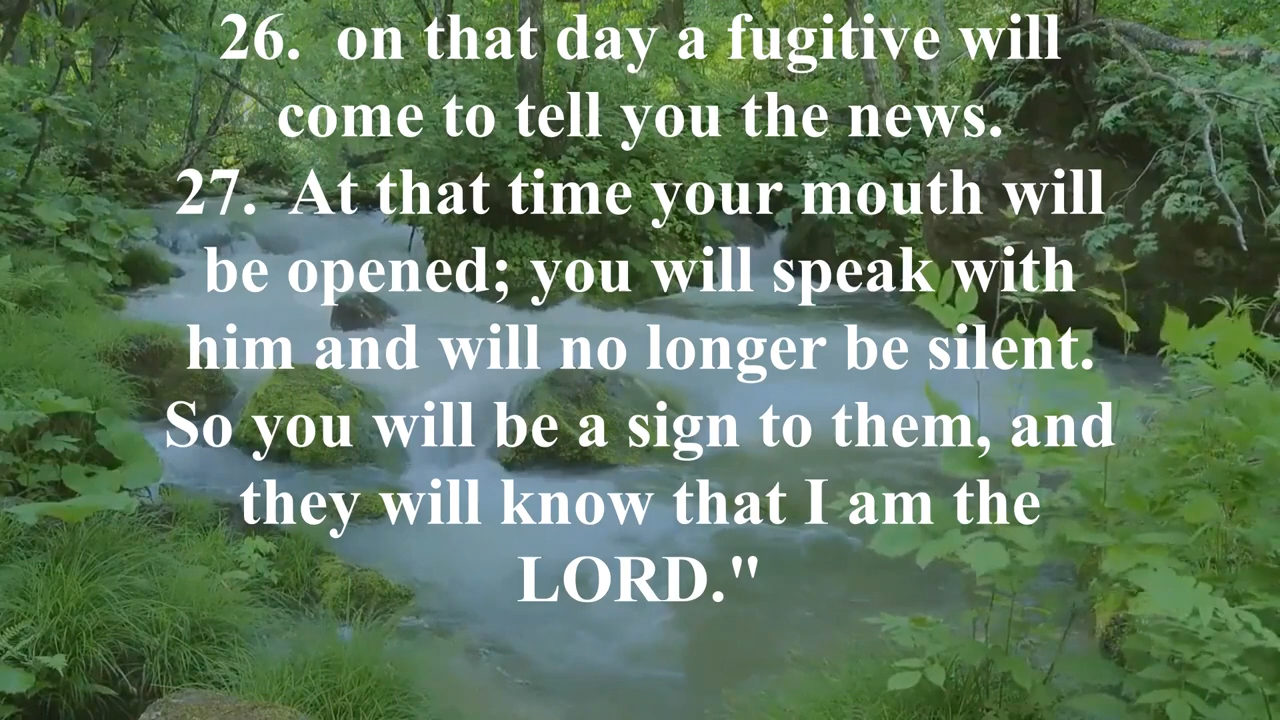 26.  on that day a fugitive will
come to tell you the news.
27.  At that time your mouth will
be opened; you will speak with
him and will no longer be silent.
So you will be a sign to them, and
they will know that I am the
LORD."